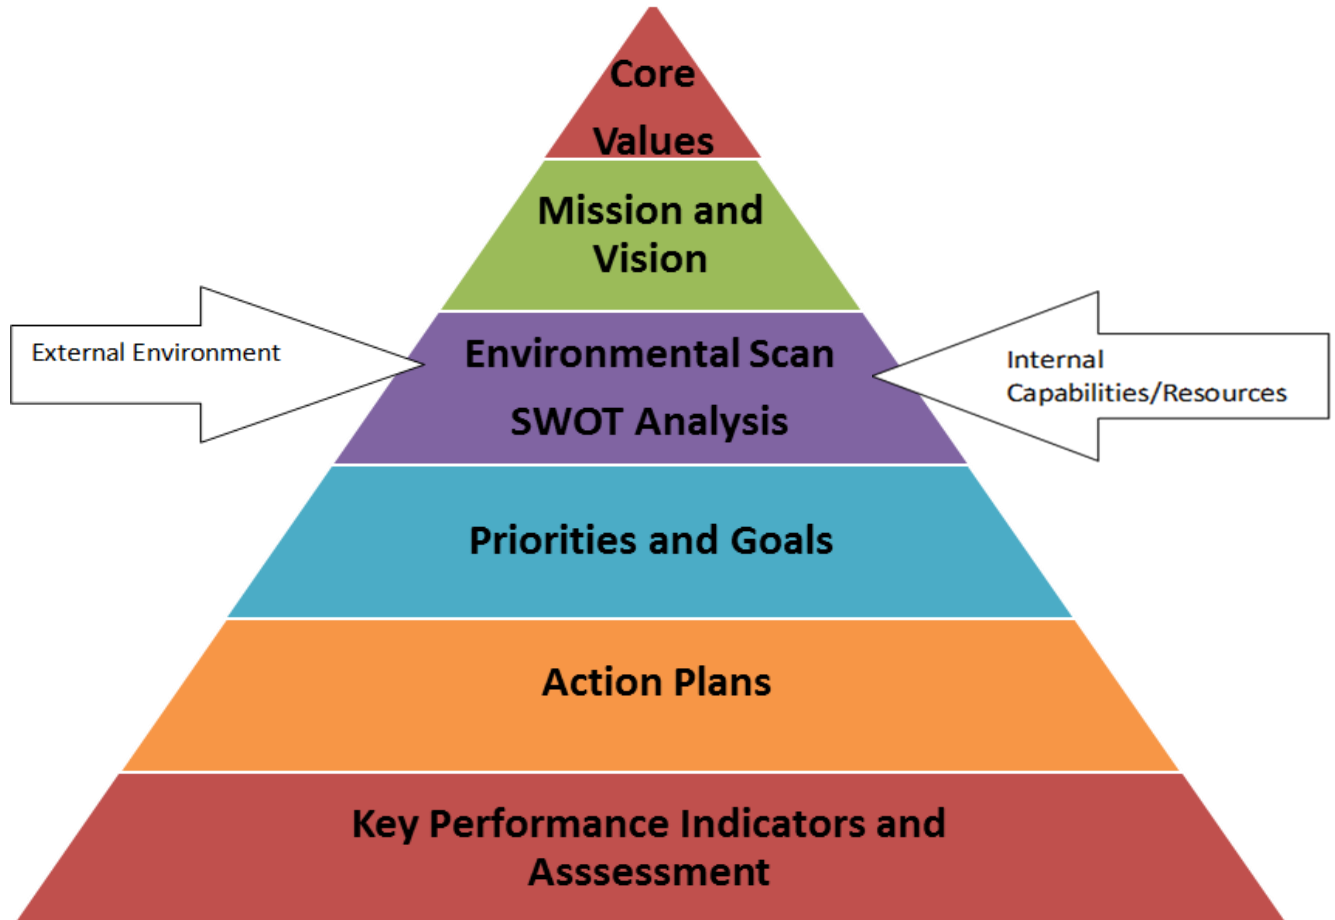 Core
Values
Mission and
Vision
External Environment
Environmental Scan
SWOT Analysis
Internal
Capabilities/Resources
Priorities and Goals
Action Plans
Key Performance Indicators and
Asssessment